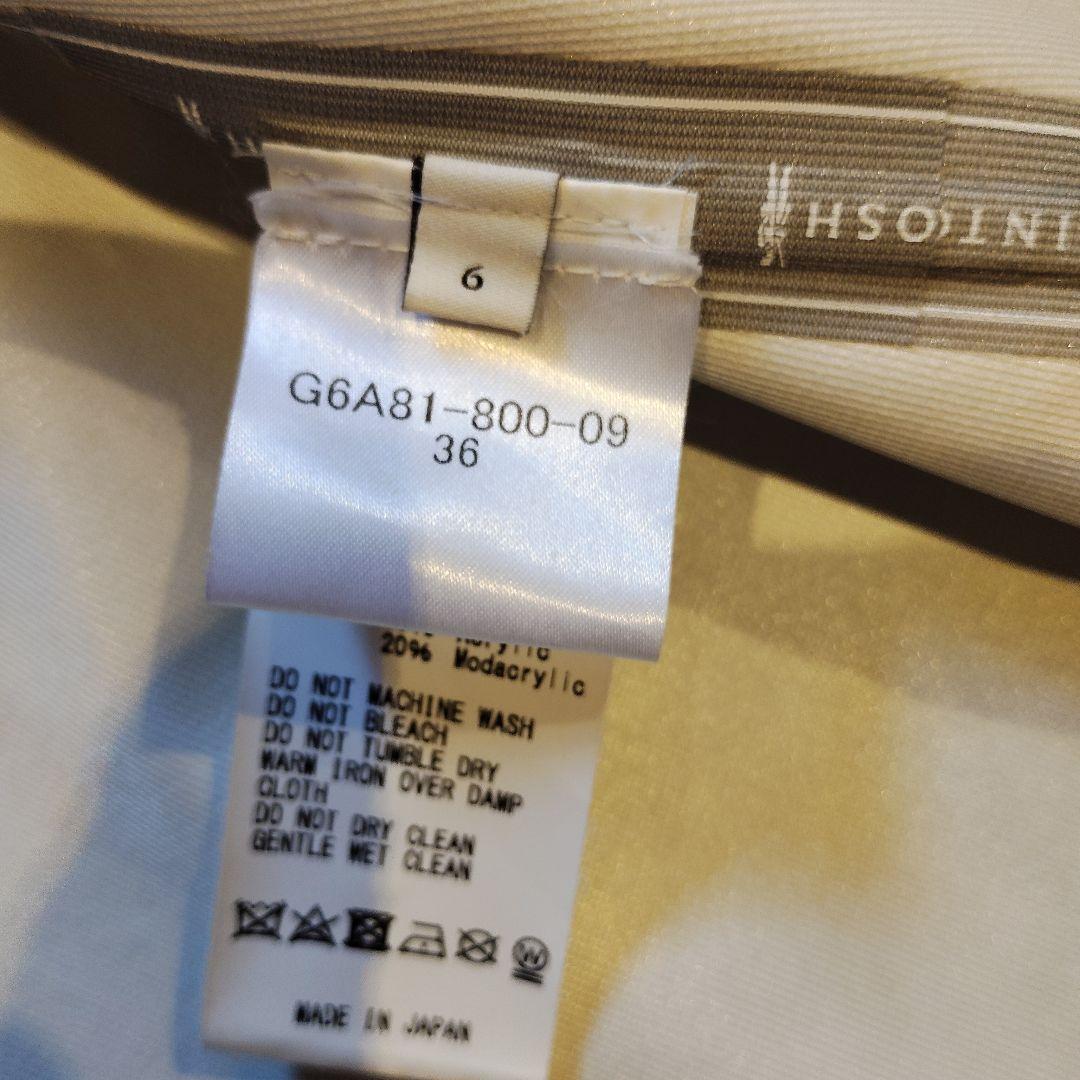 6
G6A81-800-09
36
20% Modacrylic
DO NOT MACHINE WASH
DO NOT BLEACH
DO NOT TUMBLE DRY
WARM IRON OVER DAMP
CLOTH
DO NOT DRY CLEAN
GENTLE WET CLEAN
W
MADE IN JAPAN
INTOSH